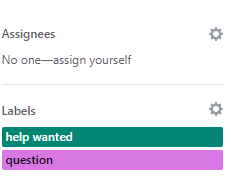 Assignees
No one—assign yourself
Labels
help wanted
question